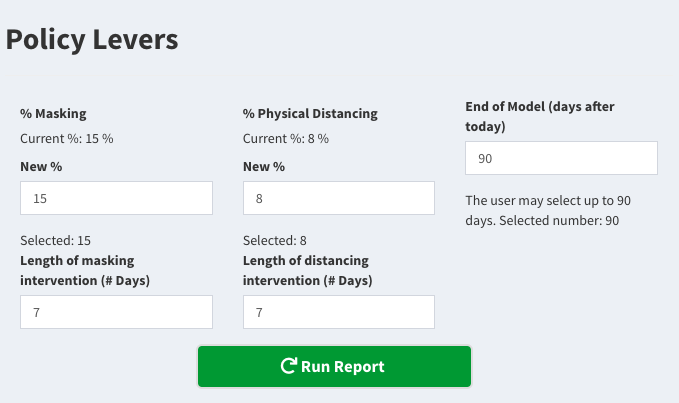 Policy Levers
% Masking
Current %: 15 %
New %
15
Selected: 15
Length of masking
intervention (# Days)
7
% Physical Distancing
Current %: 8 %
New %
8
Selected: 8
Length of distancing
intervention (# Days)
7
End of Model (days after
today)
90
The user may select up to 90
days. Selected number: 90
Run Report